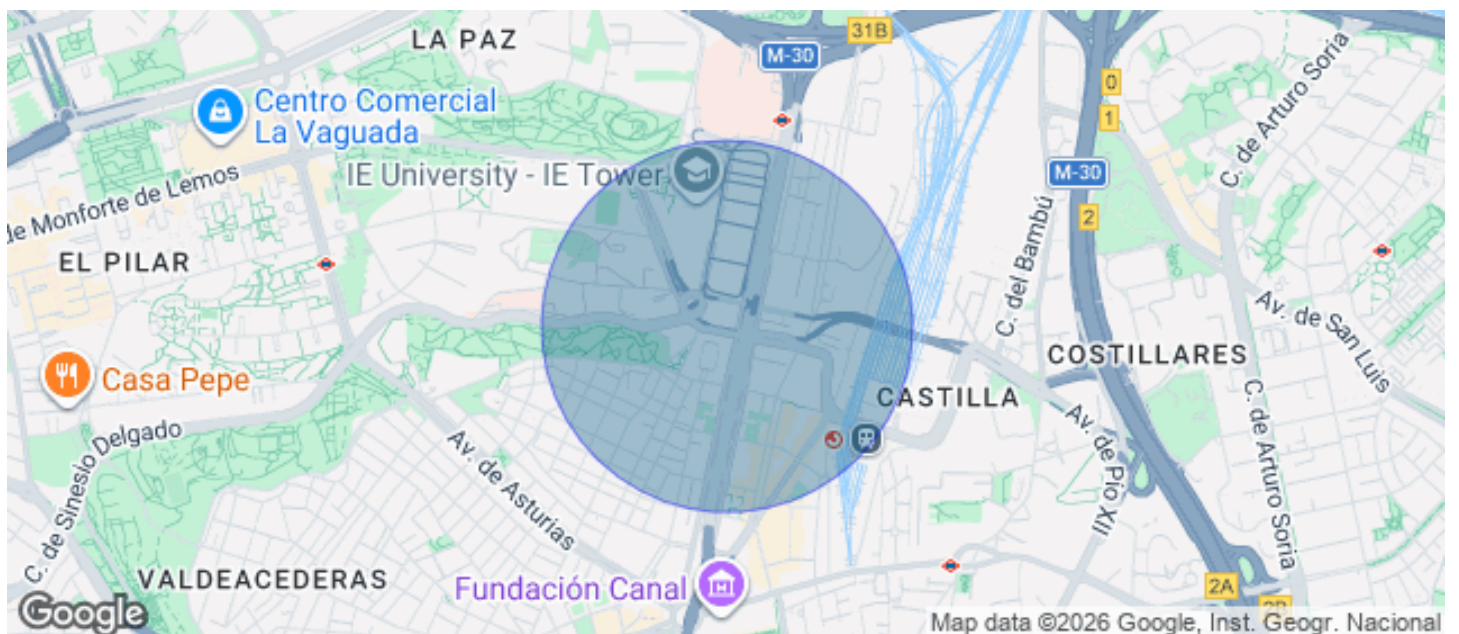 LA PAZ
31B
M-30
Centro Comercial
La Vaguada
0
1
C. de Arturo Soria
IE University - IE Tower
M-30
de Monforte de Lemos
2
EL PILAR
C. del Bambú
Av. de San Luis
COSTILLARES
Casa Pepe
CASTILLA
C. de Sinesio Delgado
Av. de Asturias
Av. de Pío XII
C. de Arturo Soria
VALDEACEDERAS
Fundación Canal
2A
Google
Map data ©2026 Google, Inst. Geogr. Nacional